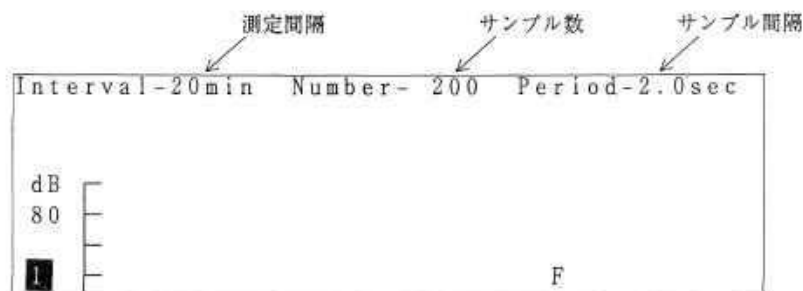 測定間隔 サンプル数 サンプル間隔
Interval-20min Number- 200 Period-2.0sec
dB
80
1 F